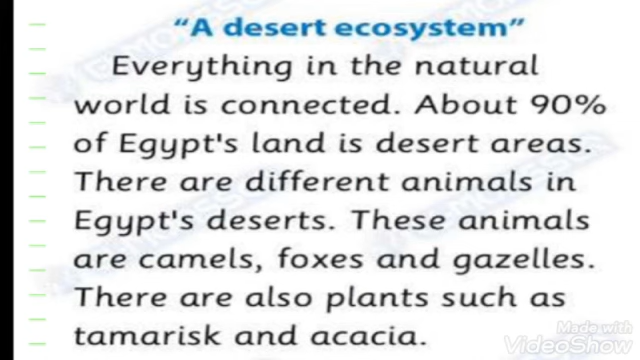 "A desert ecosystem"
Everything in the natural
world is connected. About 90%
of Egypt's land is desert areas.
There are different animals in
Egypt's deserts. These animals
are camels, foxes and gazelles.
There are also plants such as
tamarisk and acacia.
Made with
VideoShow